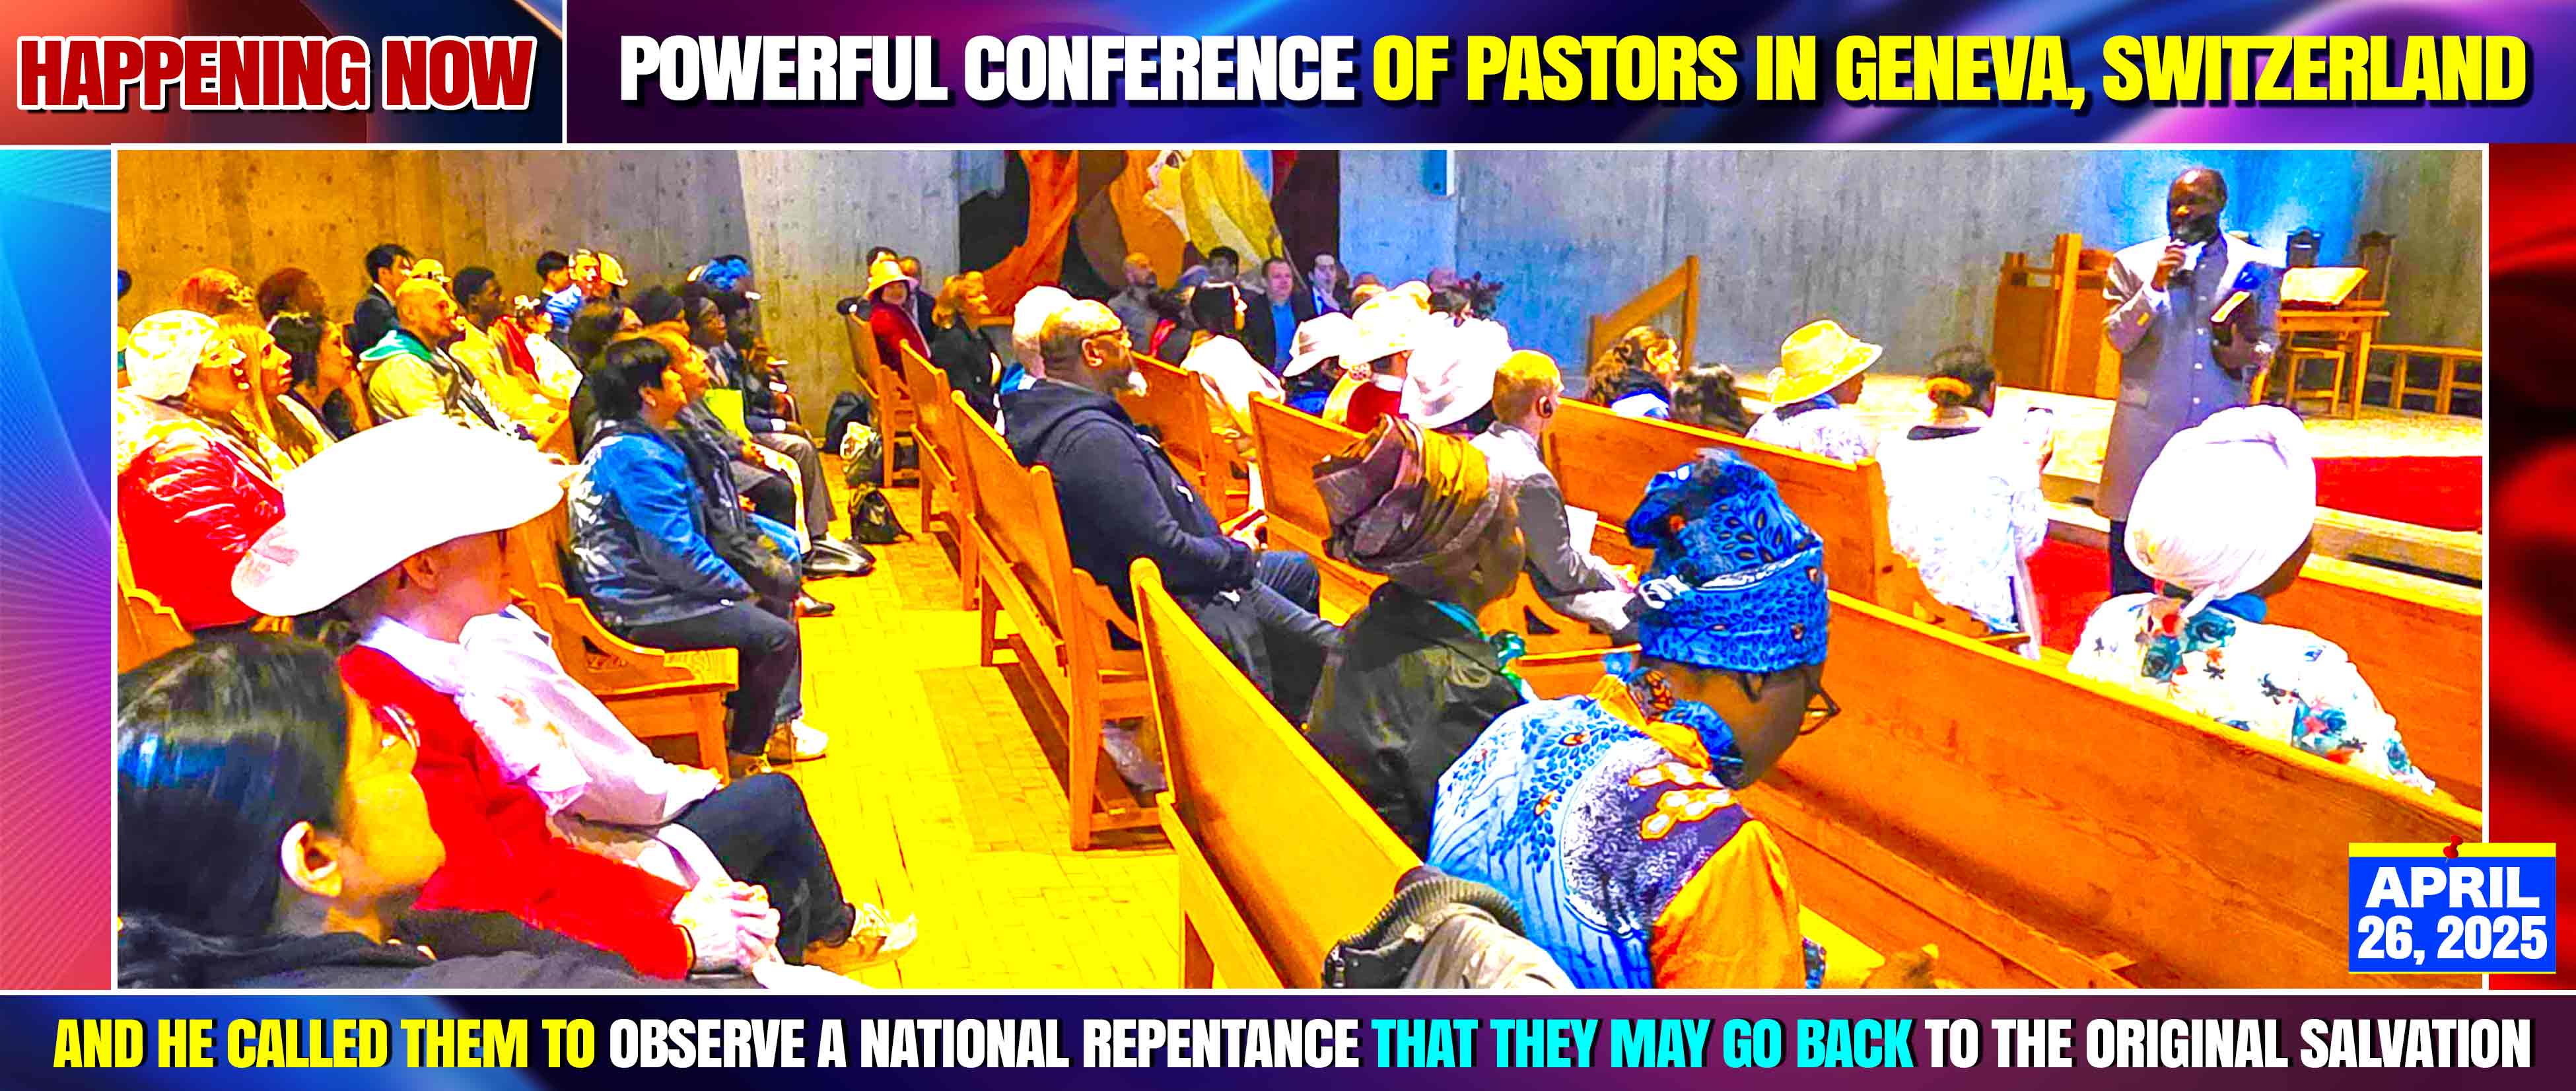 HAPPENING NOW
POWERFUL CONFERENCE OF PASTORS IN GENEVA, SWITZERLAND
APRIL
26, 2025
AND HE CALLED THEM TO OBSERVE A NATIONAL REPENTANCE THAT THEY MAY GO BACK TO THE ORIGINAL SALVATION